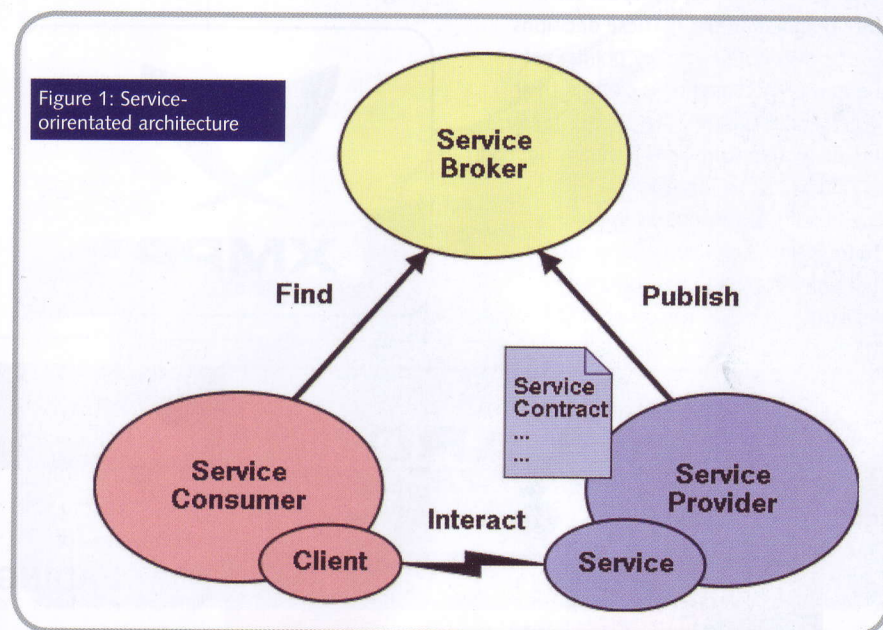 Figure 1: Service-
orirentated architecture
Service
Broker
Find
Publish
Service
Contract
...
...
Service
Consumer
Service
Provider
Interact
Client
Service